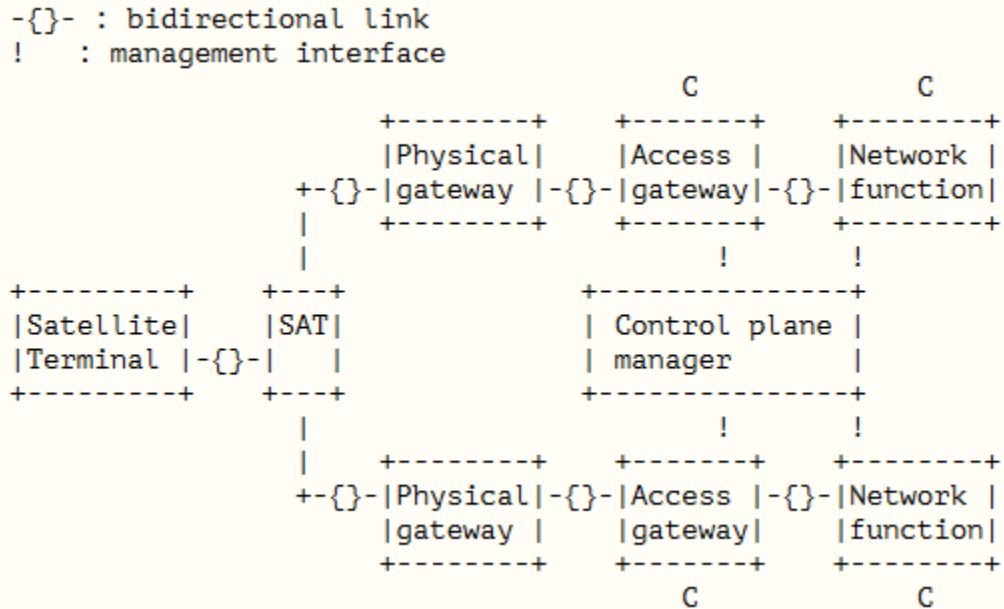 -{}- : bidirectional link
!   : management interface
                                                  C                C
                           +--------+     +-------+     +--------+
                           |Physical|     |Access |     |Network |
                     +-{}-|gateway |-{}-|gateway|-{}-|function|
                     |     +--------+     +-------+     +--------+
                     |                              !         !
+---------+     +---+                  +---------------+
|Satellite|     |SAT|                  | Control plane |
|Terminal |-{}-|   |                  | manager       |
+---------+     +---+                  +---------------+
                     |                              !         !
                     |     +--------+     +-------+     +--------+
                     +-{}-|Physical|-{}-|Access |-{}-|Network |
                           |gateway |     |gateway|     |function|
                           +--------+     +-------+     +--------+
                                                  C                C